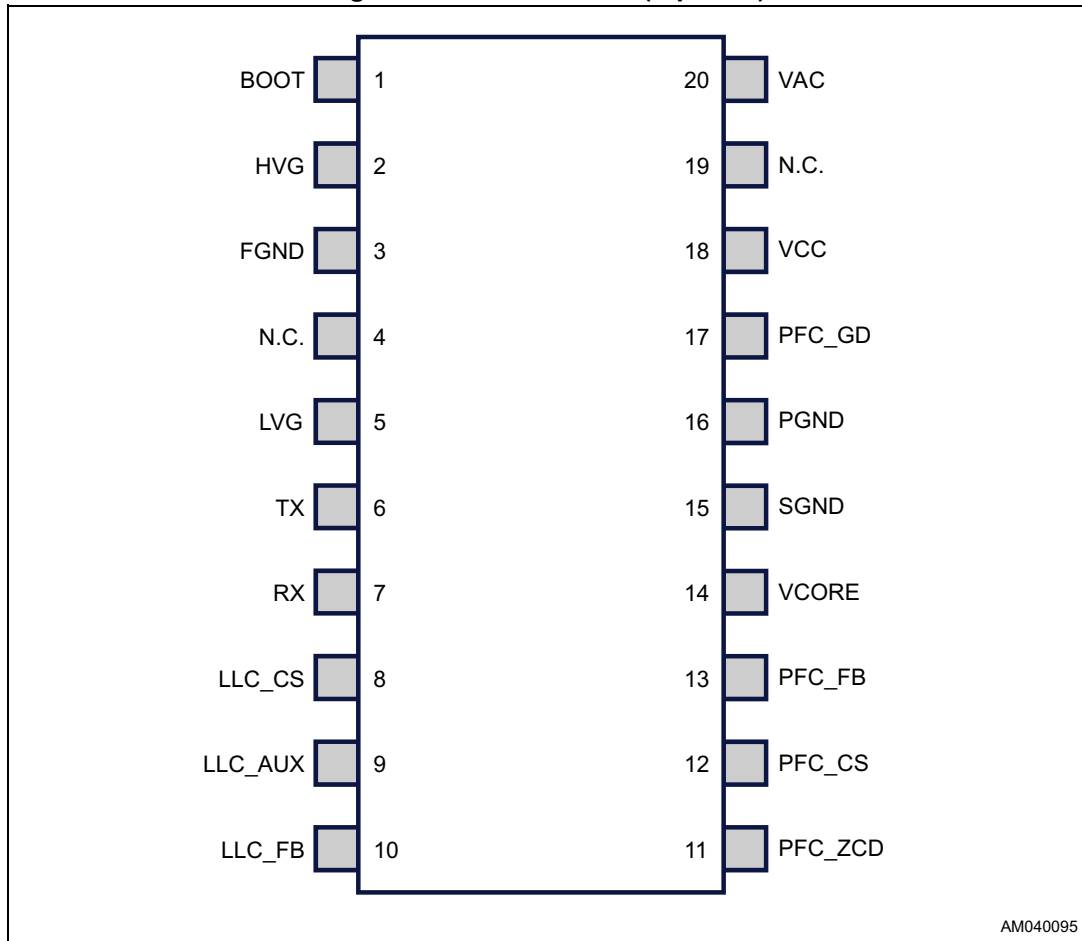 BOOT 1 20 VAC
HVG 2 19 N.C.
FGND 3 18 VCC
N.C. 4 17 PFC_GD
LVG 5 16 PGND
TX 6 15 SGND
RX 7 14 VCORE
LLC_CS 8 13 PFC_FB
LLC_AUX 9 12 PFC_CS
LLC_FB 10 11 PFC_ZCD
AM040095